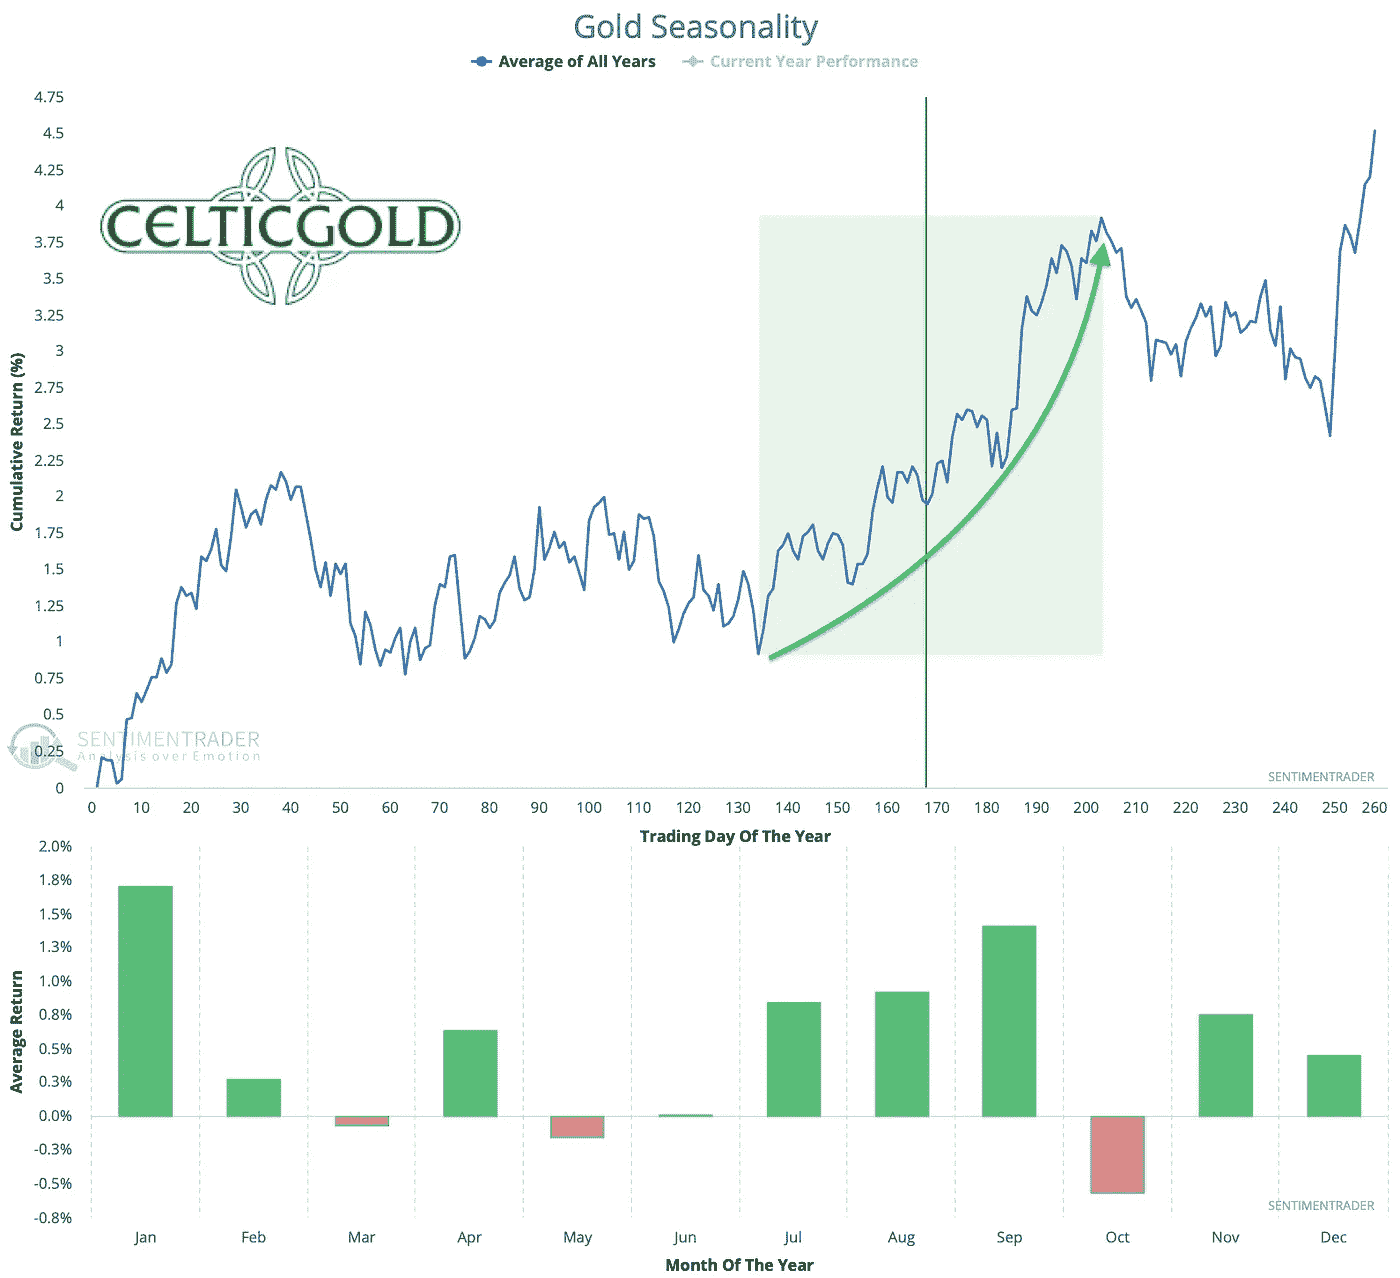 Gold Seasonality
Average of All Years Current Year Performance
4.75
4.5
4.25
4
3.75
3.5
3.25
3
2.75
2.5
2.25
2
1.75
1.5
1.25
1
0.75
0.5
0.25
0
Cumulative Return (%)
CELTICGOLD
SENTIMENTRADER
Analysis over Emotion
SENTIMENTRADER
0 10 20 30 40 50 60 70 80 90 100 110 120 130 140 150 160 170 180 190 200 210 220 230 240 250 260
Trading Day Of The Year
2.0%
1.8%
1.5%
1.3%
1.0%
0.8%
0.5%
0.3%
0.0%
-0.3%
-0.5%
-0.8%
Average Return
SENTIMENTRADER
Jan Feb Mar Apr May Jun Jul Aug Sep Oct Nov Dec
Month Of The Year